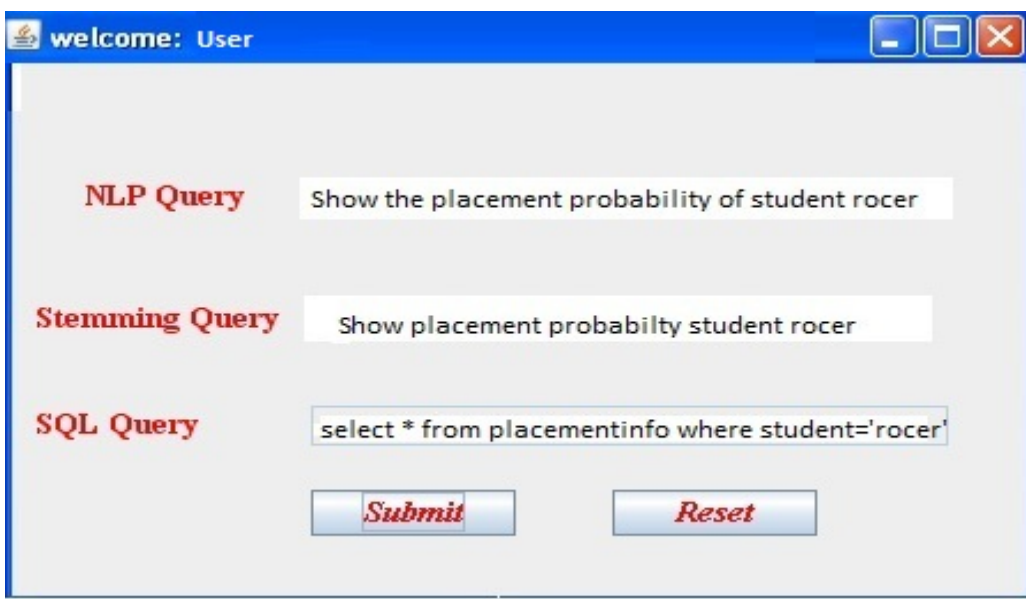 welcome: User
NLP Query Show the placement probability of student rocer
Stemming Query Show placement probabilty student rocer
SQL Query select * from placementinfo where student='rocer'
Submit Reset